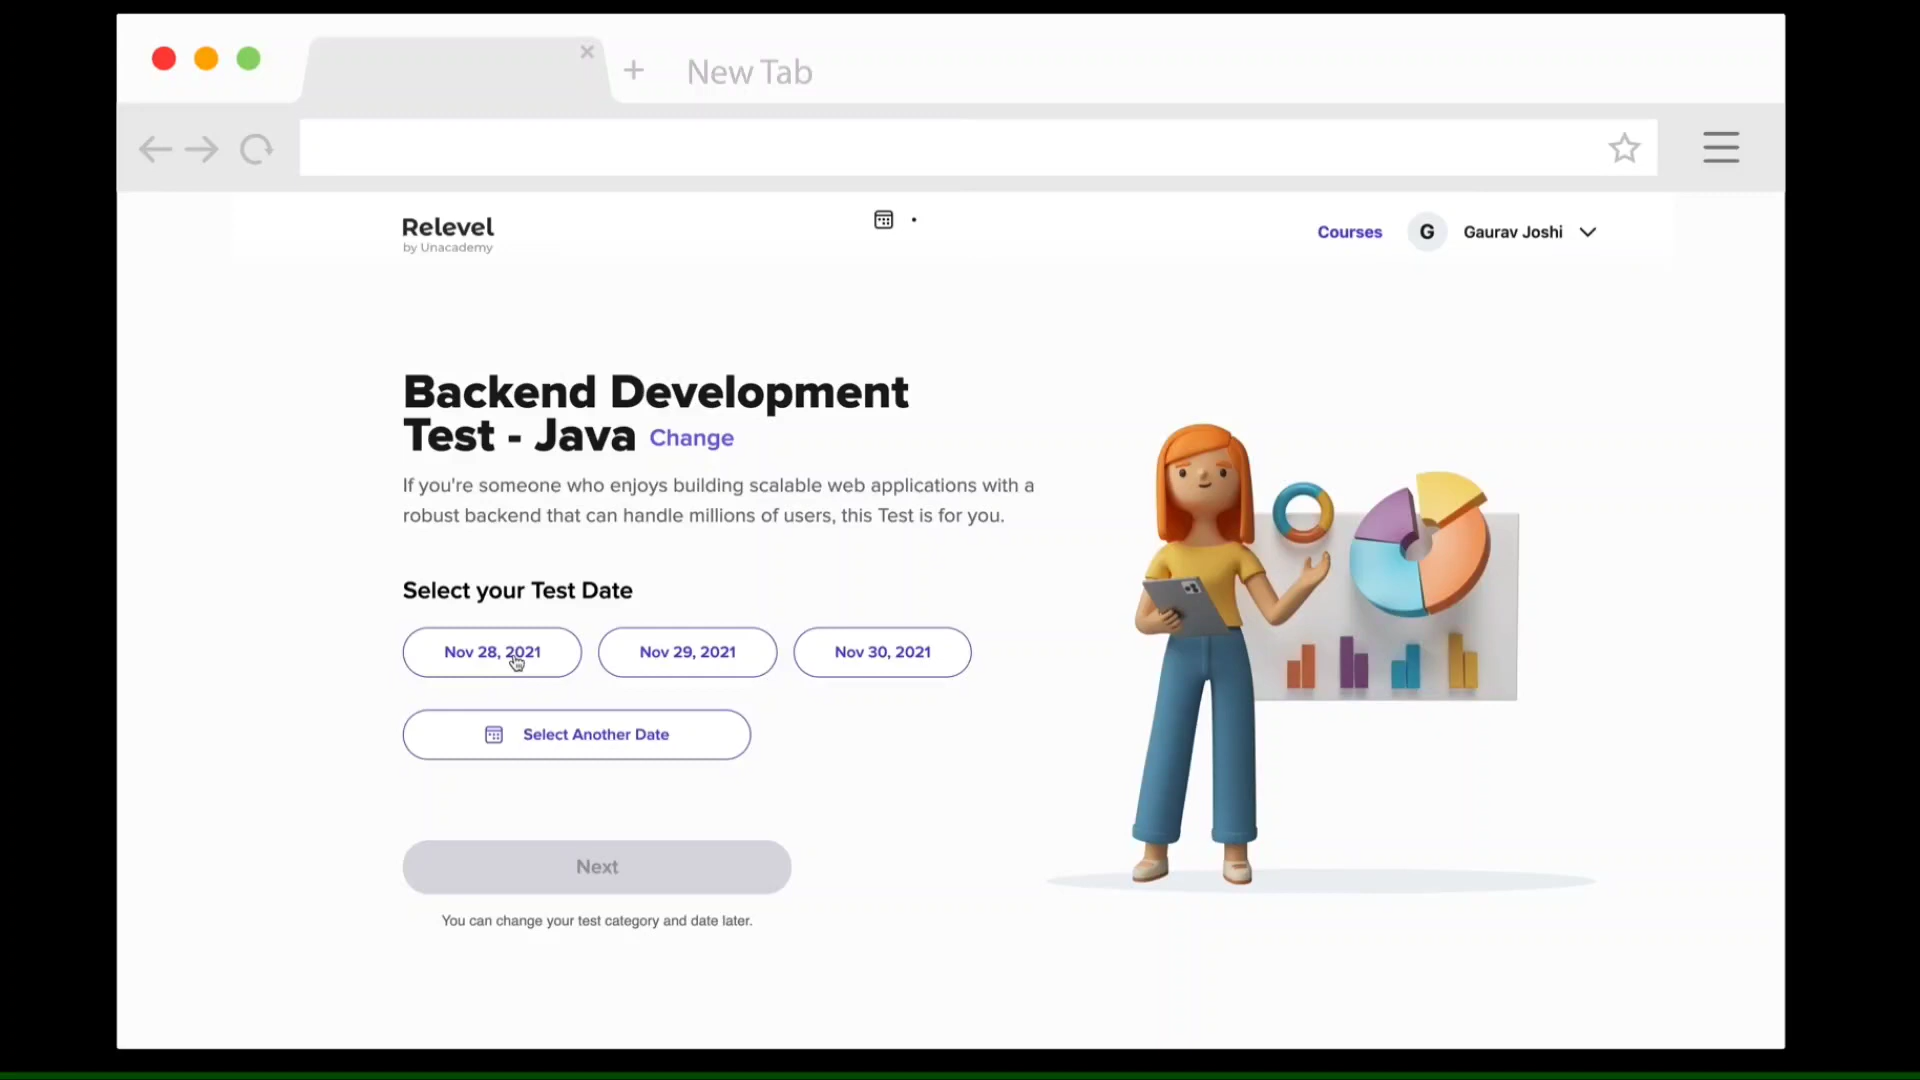 New Tab
Relevel
by Unacademy
Courses
G
Gaurav Joshi
Backend Development
Test - Java Change
If you're someone who enjoys building scalable web applications with a
robust backend that can handle millions of users, this Test is for you.
Select your Test Date
Nov 28, 2021
Nov 29, 2021
Nov 30, 2021
Select Another Date
Next
You can change your test category and date later.